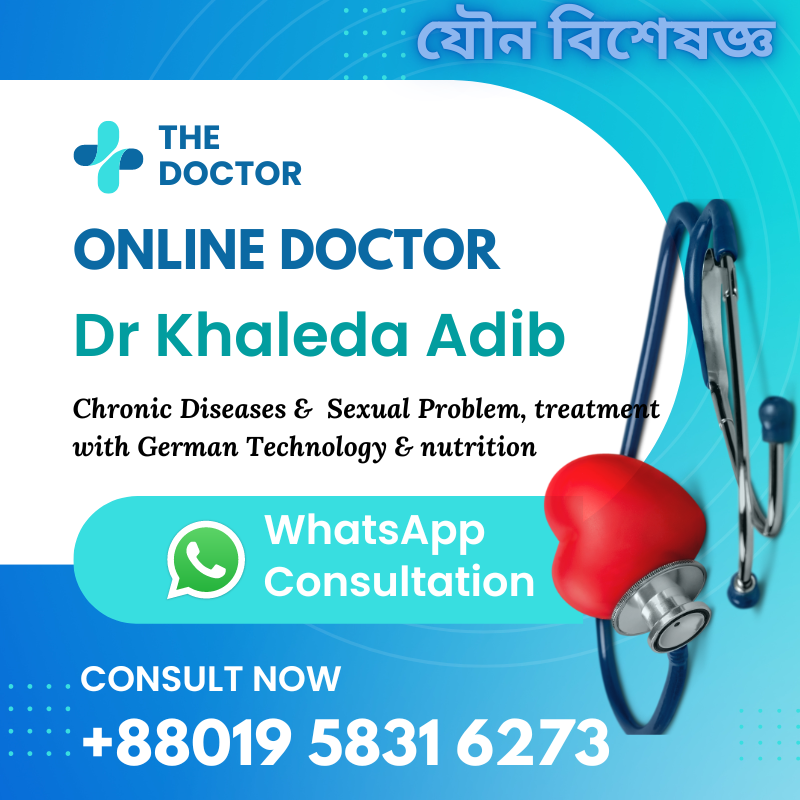 যৌন বিশেষজ্ঞ
THE
DOCTOR
ONLINE DOCTOR
Dr Khaleda Adib
Chronic Diseases & Sexual Problem, treatment
with German Technology & nutrition
WhatsApp
Consultation
CONSULT NOW
+88019 5831 6273